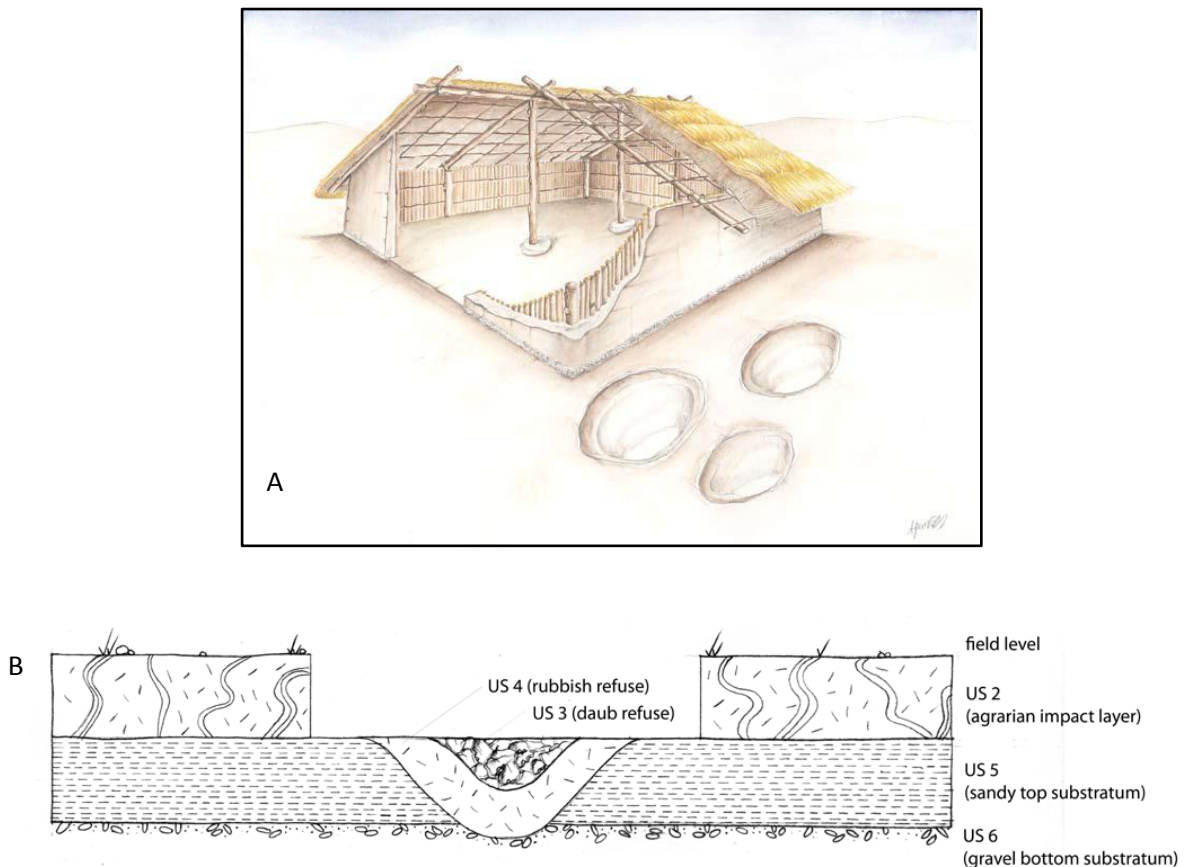 A
B
field level
US 4 (rubbish refuse)
US 3 (daub refuse)
US 2
(agrarian impact layer)
US 5
(sandy top substratum)
US 6
(gravel bottom substratum)